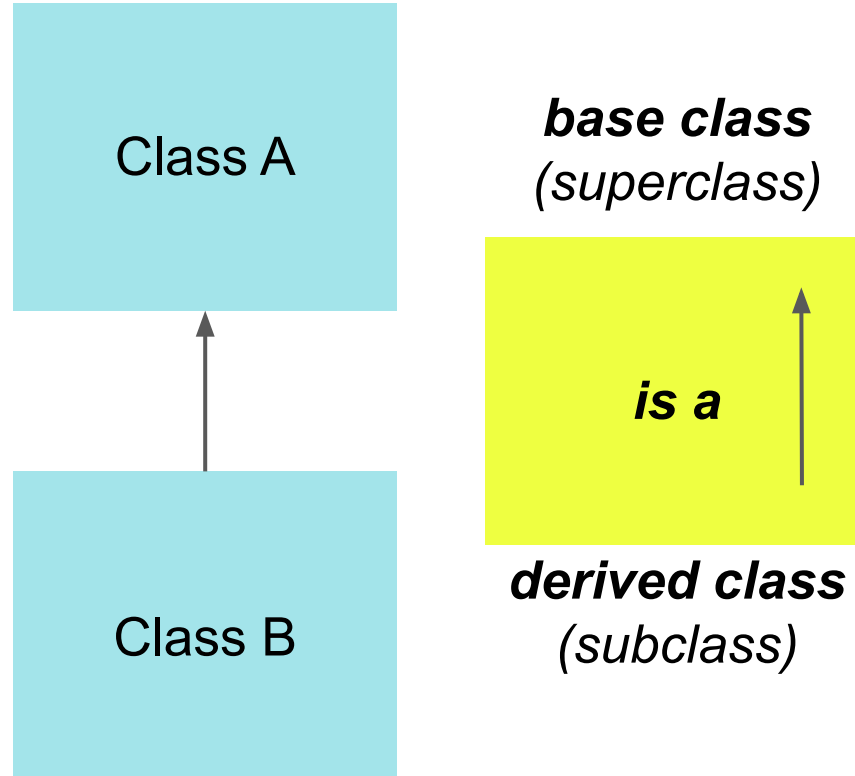 Class A
base class
(superclass)
is a
derived class
(subclass)
Class B